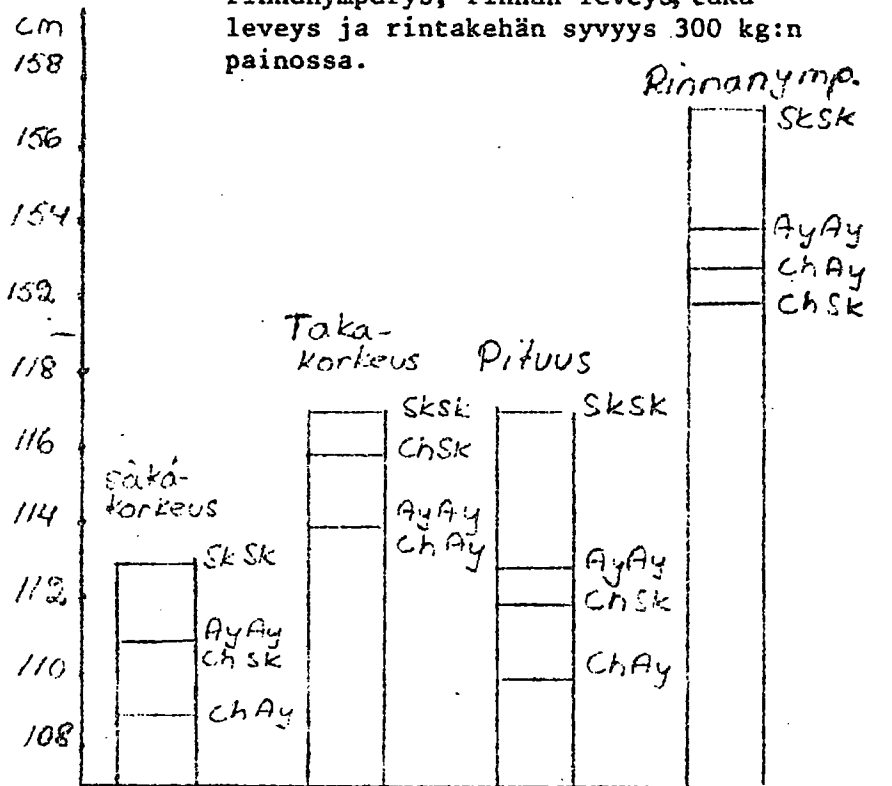 rinnanympärys, rinnan leveys, taka-
leveys ja rintakehän syvyys 300 kg:n
painossa.
cm
158
156
154
152
118
116
114
112
110
108
Säkä-
korkeus
SkSk
AyAy
ChSk
ChAy
Taka-
korkeus
SkSk
ChSk
AyAy
ChAy
Pituus
SkSk
AyAy
ChSk
ChAy
Rinnanymp.
SkSk
AyAy
ChAy
ChSk